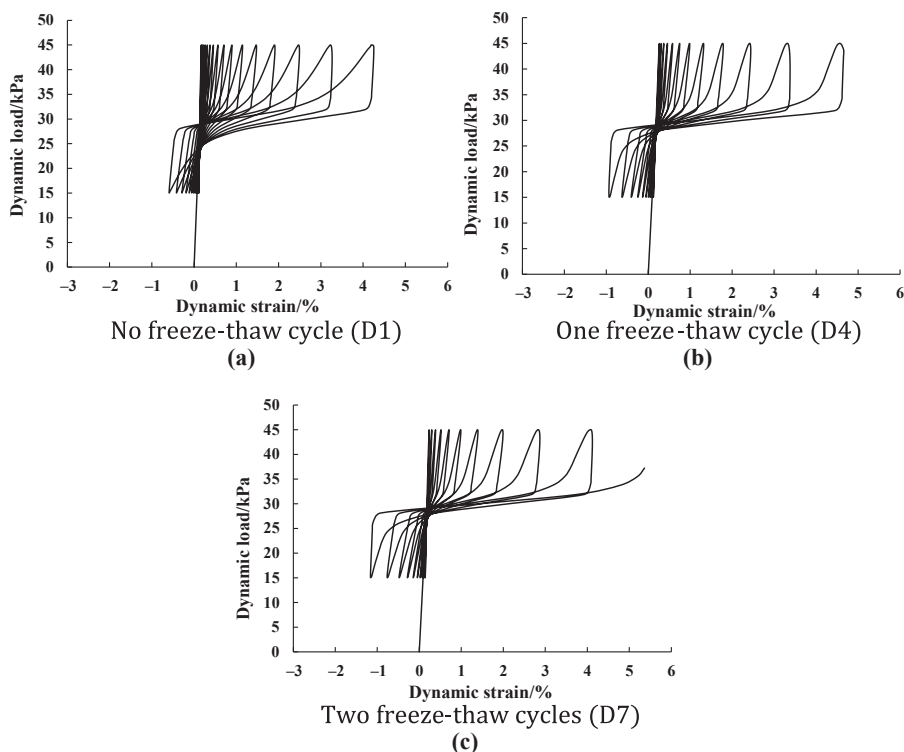 50
45
40
35
30
25
20
15
10
5
0
Dynamic load/kPa
–3 –2 –1 0 1 2 3 4 5 6
Dynamic strain/%
No freeze-thaw cycle (D1)
(a)
50
45
40
35
30
25
20
15
10
5
0
Dynamic load/kPa
–3 –2 –1 0 1 2 3 4 5 6
Dynamic strain/%
One freeze-thaw cycle (D4)
(b)
50
45
40
35
30
25
20
15
10
5
0
Dynamic load/kPa
–3 –2 –1 0 1 2 3 4 5 6
Dynamic strain/%
Two freeze-thaw cycles (D7)
(c)